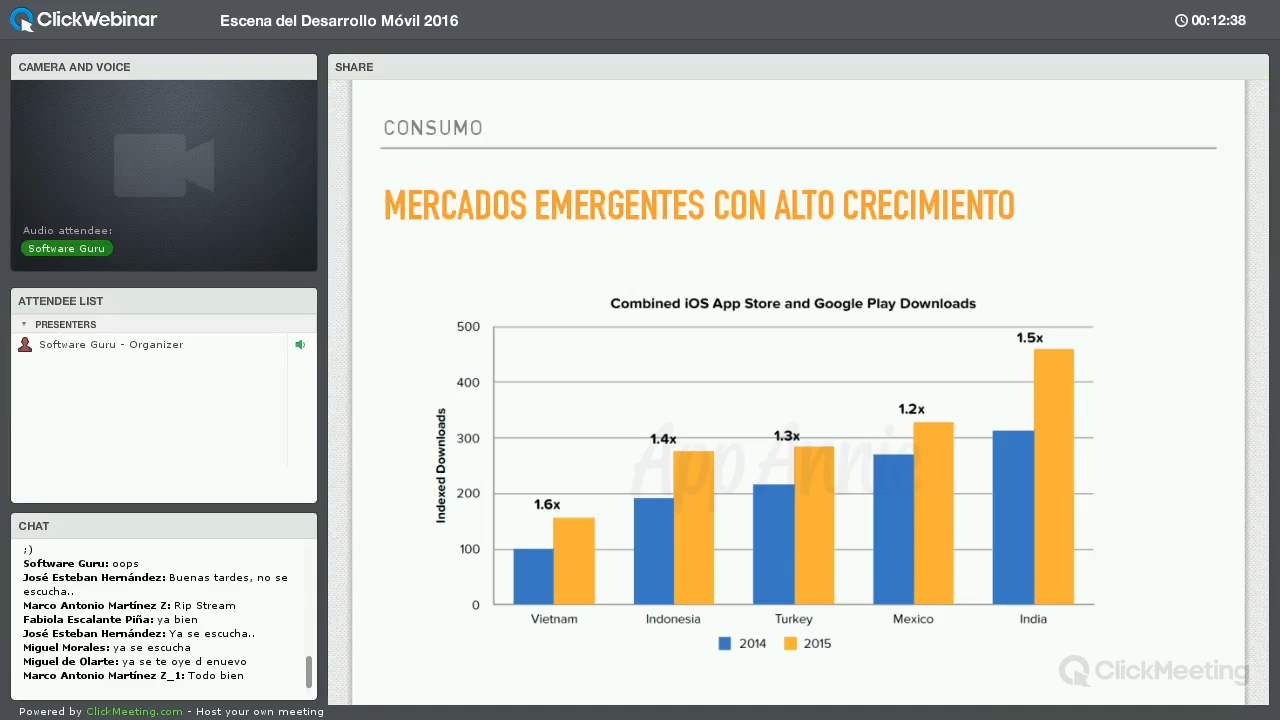 ClickWebinar
Escena del Desarrollo Móvil 2016
00:12:38
CAMERA AND VOICE
Audio attendee:
Software Guru
ATTENDEE LIST
PRESENTERS
Software Guru - Organizer
CHAT
;)
Software Guru: oops
José Esteban Hernández: Buenas tardes, no se
escucha..
Marco Antonio Martínez Z: Rip Stream
Fabiola Escalante Piña: ya bien
José Esteban Hernández: Ya se escucha..
Miguel Morales: ya se escucha
Miguel de Olarte: ya se te oye d enuevo
Marco Antonio Martínez Z_1: Todo bien
SHARE
CONSUMO
MERCADOS EMERGENTES CON ALTO CRECIMIENTO
Combined iOS App Store and Google Play Downloads
Indexed Downloads
500
400
300
200
100
0
1.6x
1.4x
1.3x
1.2x
1.5x
App Annie
Vietnam
Indonesia
Turkey
Mexico
India
2014
2015
ClickMeeting
Powered by ClickMeeting.com - Host your own meeting